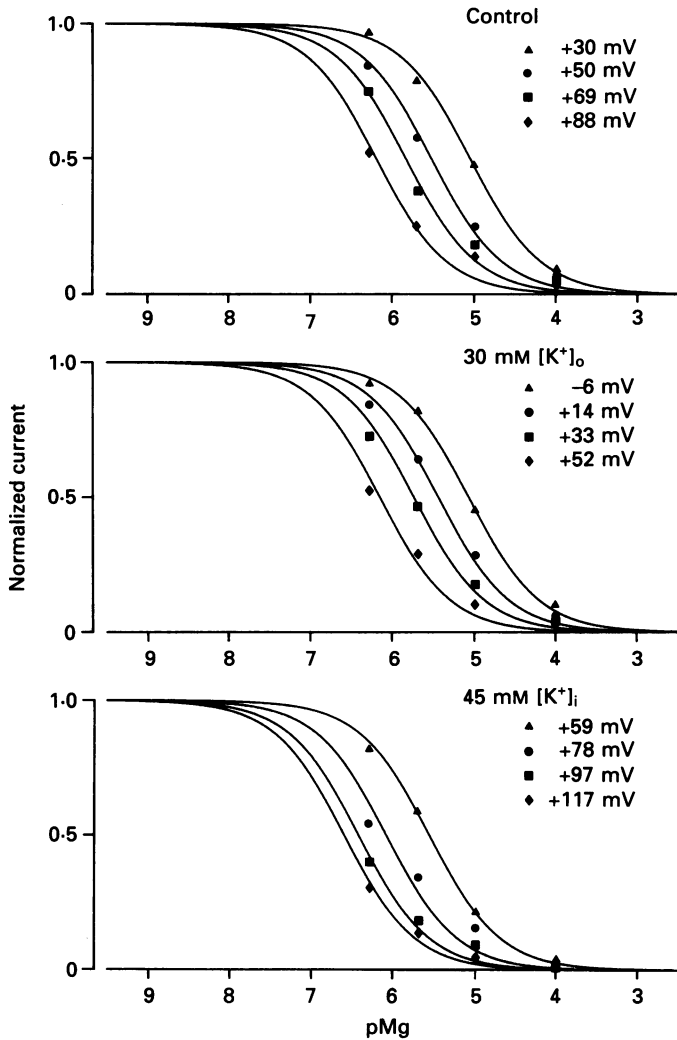 Control
+30 mV
+50 mV
+69 mV
+88 mV
1·0
0·5
0
9 8 7 6 5 4 3
30 mM [K⁺]ₒ
−6 mV
+14 mV
+33 mV
+52 mV
1·0
0·5
0
9 8 7 6 5 4 3
Normalized current
45 mM [K⁺]ᵢ
+59 mV
+78 mV
+97 mV
+117 mV
1·0
0·5
0
9 8 7 6 5 4 3
pMg